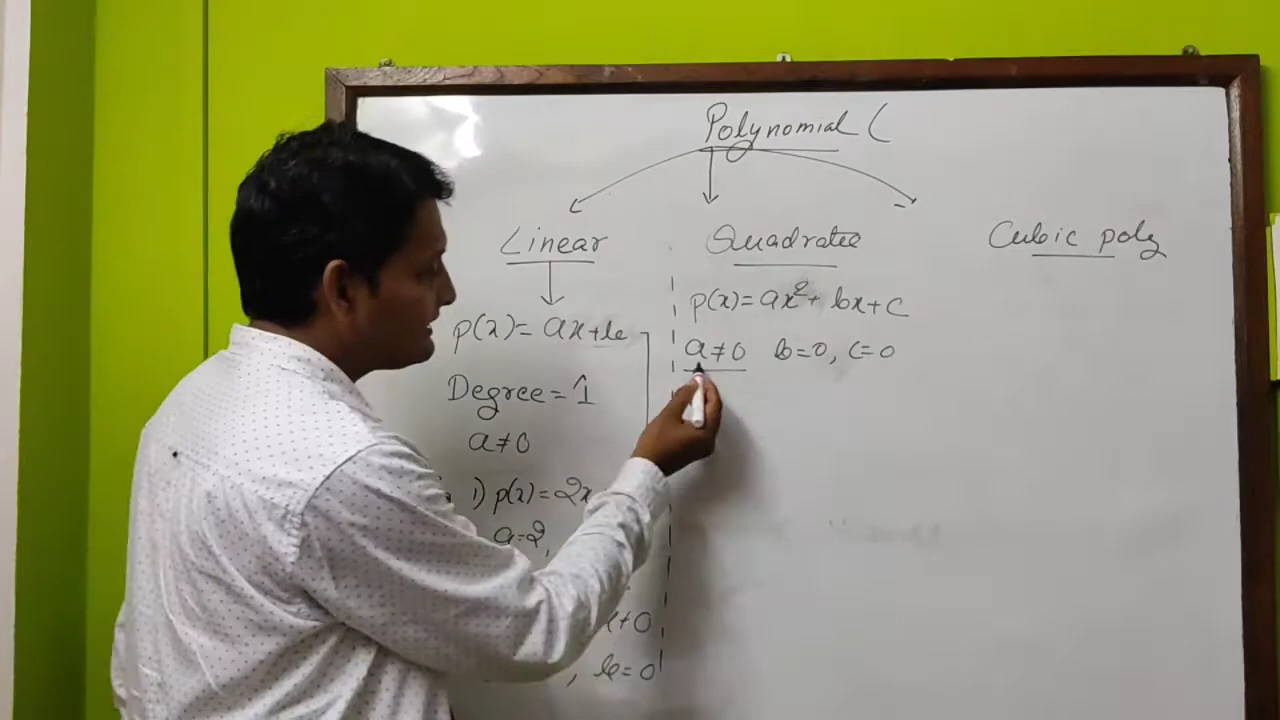 Polynomial (
Linear
p(x)= ax+b
Degree = 1
a≠0
1) p(x)= 2x
a=2,
≠0
, b=0
Quadratic
p(x)= ax²+ bx+c
a≠0 b=0, c=0
Cubic poly